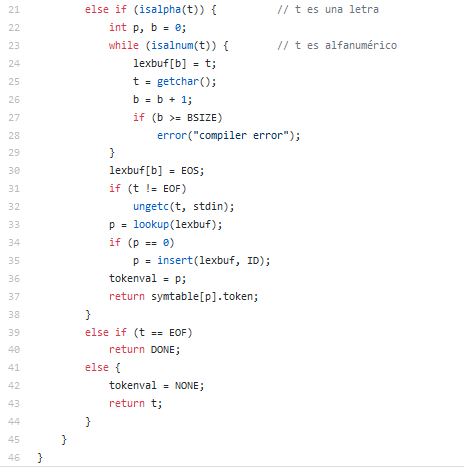 21 else if (isalpha(t)) { // t es una letra
22 int p, b = 0;
23 while (isalnum(t)) { // t es alfanumérico
24 lexbuf[b] = t;
25 t = getchar();
26 b = b + 1;
27 if (b >= BSIZE)
28 error("compiler error");
29 }
30 lexbuf[b] = EOS;
31 if (t != EOF)
32 ungetc(t, stdin);
33 p = lookup(lexbuf);
34 if (p == 0)
35 p = insert(lexbuf, ID);
36 tokenval = p;
37 return symtable[p].token;
38 }
39 else if (t == EOF)
40 return DONE;
41 else {
42 tokenval = NONE;
43 return t;
44 }
45 }
46 }